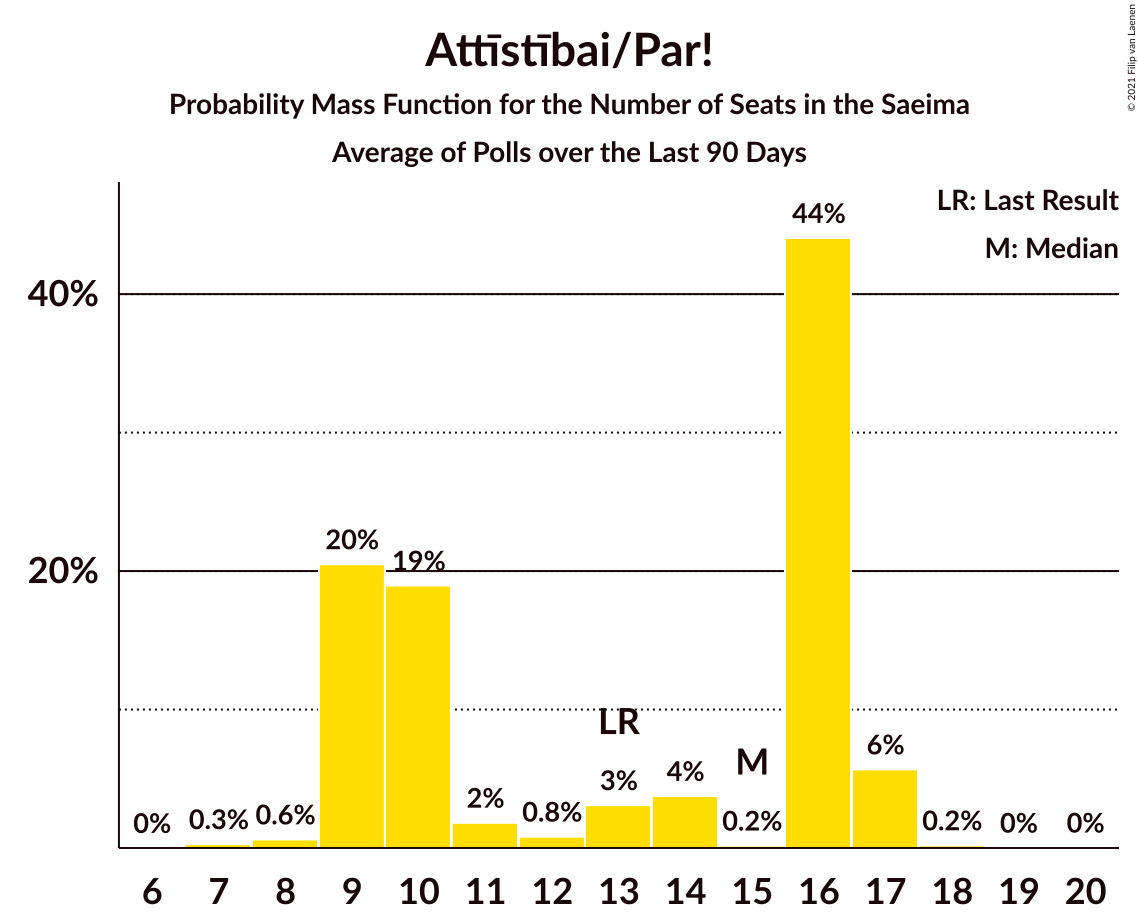 Attīstībai/Par!
Probability Mass Function for the Number of Seats in the Saeima
Average of Polls over the Last 90 Days
© 2021 Filip van Laenen
LR: Last Result
M: Median
40%
20%
0%
0.3%
0.6%
20%
19%
2%
0.8%
3%
LR
4%
0.2%
M
44%
6%
0.2%
0%
0%
6 7 8 9 10 11 12 13 14 15 16 17 18 19 20